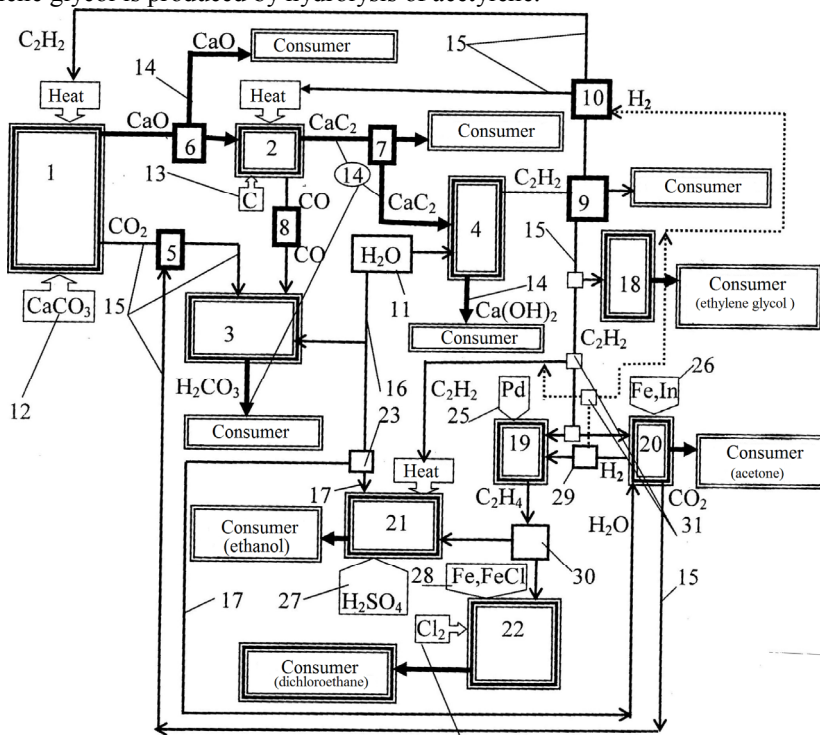 lene glycol is produced by hydrolysis of acetylene.
C₂H₂
CaO
Consumer
15
14
Heat
Heat
10
H₂
CaO
CaC₂
Consumer
1
6
2
7
C₂H₂
13
C
CO
14
CaC₂
9
Consumer
CO₂
8
4
15
5
CO
H₂O
18
Consumer
(ethylene glycol )
15
11
14
CaCO₃
3
Ca(OH)₂
C₂H₂
Consumer
26
12
H₂CO₃
16
C₂H₂
Pd
Fe,In
25
Consumer
23
19
20
Consumer
(acetone)
Heat
H₂
17
C₂H₄
29
CO₂
Consumer
(ethanol)
21
H₂O
31
30
28
Fe,FeCl
17
27
H₂SO₄
15
Cl₂
22
Consumer
(dichloroethane)